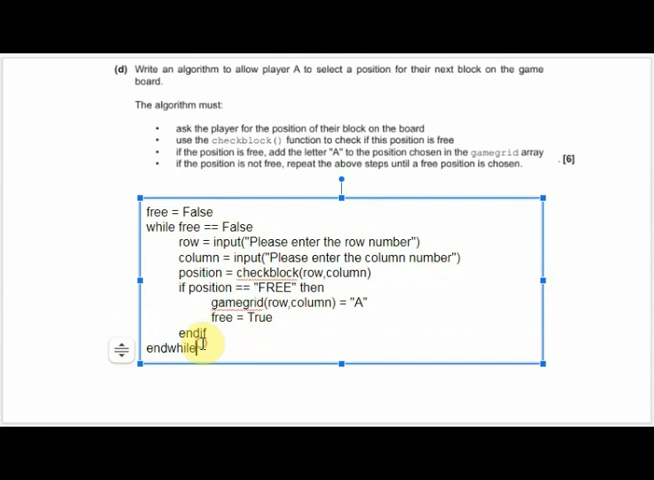 (d) Write an algorithm to allow player A to select a position for their next block on the game
board.
The algorithm must:
• ask the player for the position of their block on the board
• use the checkblock() function to check if this position is free
• if the position is free, add the letter "A" to the position chosen in the gamegrid array
• if the position is not free, repeat the above steps until a free position is chosen. [6]
free = False
while free == False
row = input("Please enter the row number")
column = input("Please enter the column number")
position = checkblock(row,column)
if position == "FREE" then
gamegrid(row,column) = "A"
free = True
endif
endwhile